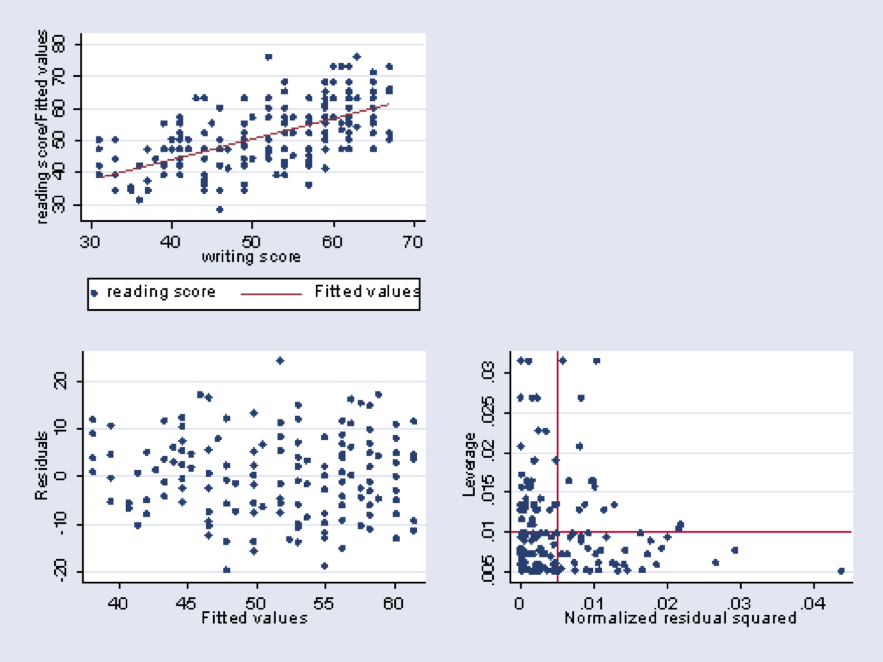 reading score/Fitted values
80
70
60
50
40
30
30 40 50 60 70
writing score
reading score Fitted values
Residuals
20
10
0
-10
-20
40 45 50 55 60
Fitted values
Leverage
.03
.025
.02
.015
.01
.005
0 .01 .02 .03 .04
Normalized residual squared